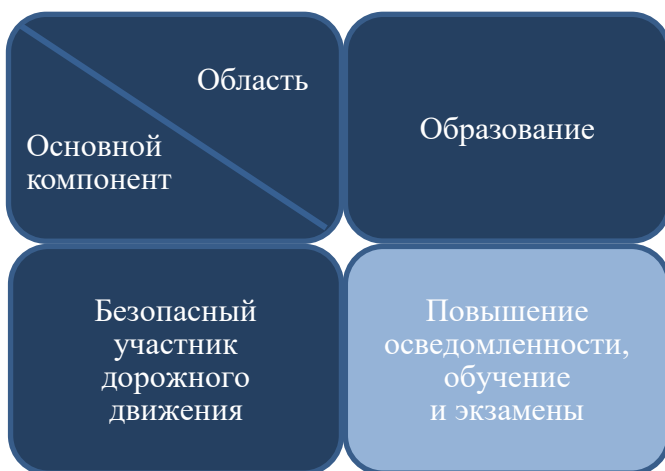 Область
Основной
компонент
Образование
Безопасный
участник
дорожного
движения
Повышение
осведомленности,
обучение
и экзамены